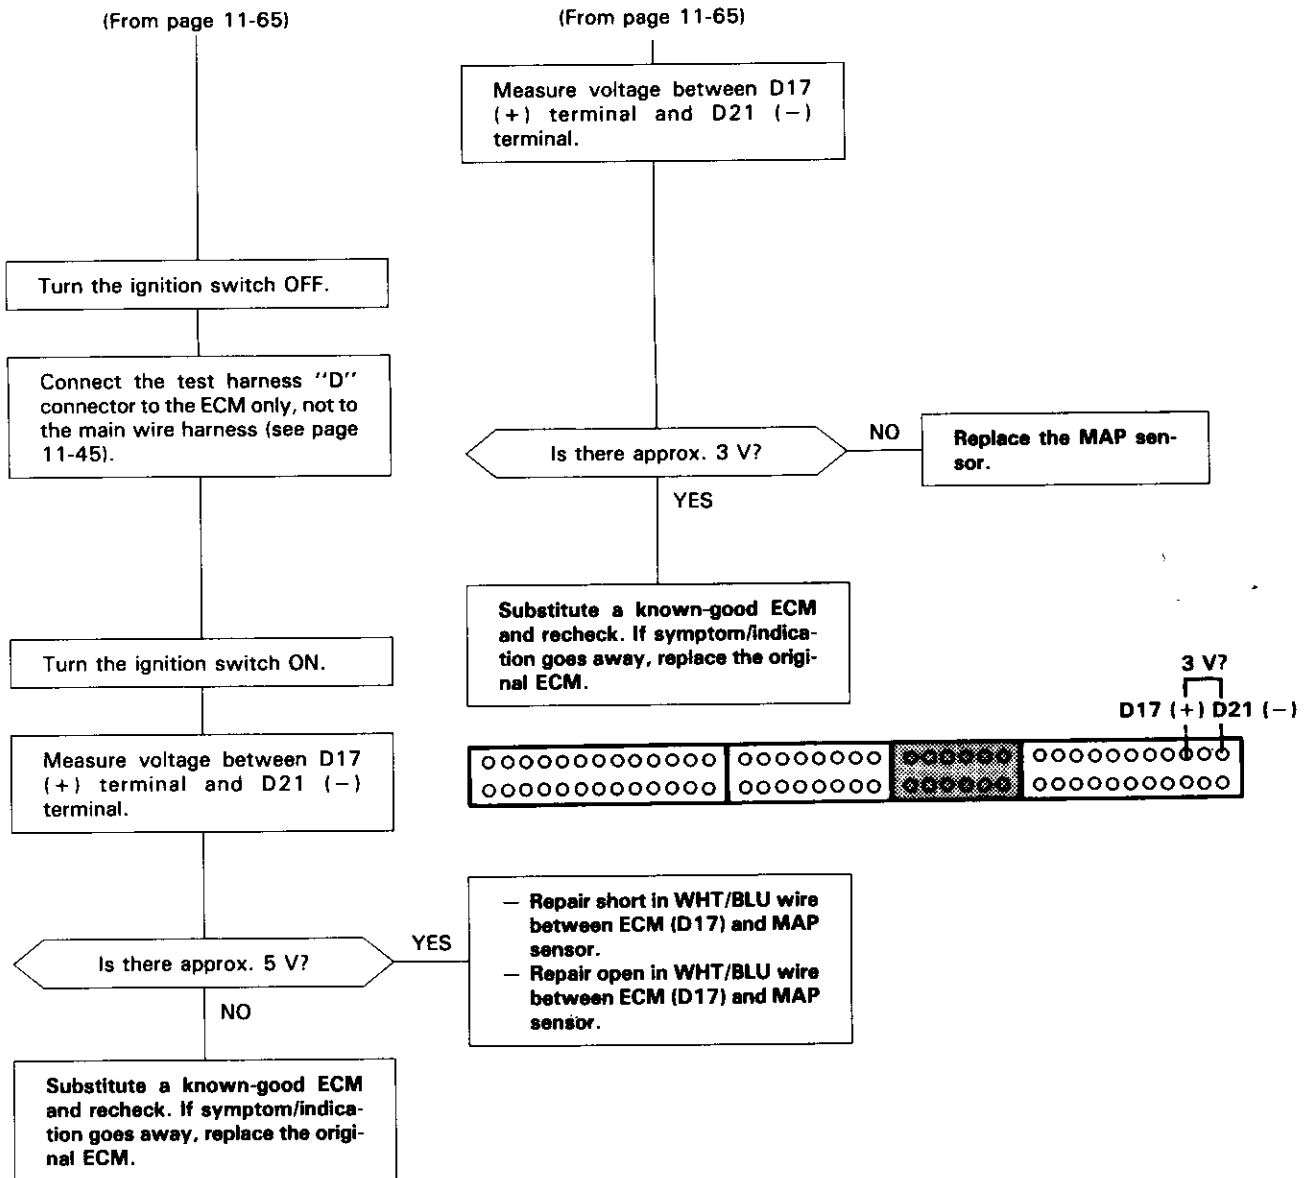 (From page 11-65)
Turn the ignition switch OFF.
Connect the test harness "D"
connector to the ECM only, not to
the main wire harness (see page
11-45).
Turn the ignition switch ON.
Measure voltage between D17
(+) terminal and D21 (−)
terminal.
Is there approx. 5 V?
YES
— Repair short in WHT/BLU wire
between ECM (D17) and MAP
sensor.
— Repair open in WHT/BLU wire
between ECM (D17) and MAP
sensor.
NO
Substitute a known-good ECM
and recheck. If symptom/indica-
tion goes away, replace the origi-
nal ECM.
(From page 11-65)
Measure voltage between D17
(+) terminal and D21 (−)
terminal.
Is there approx. 3 V?
NO
Replace the MAP sen-
sor.
YES
Substitute a known-good ECM
and recheck. If symptom/indica-
tion goes away, replace the origi-
nal ECM.
3 V?
D17 (+) D21 (−)